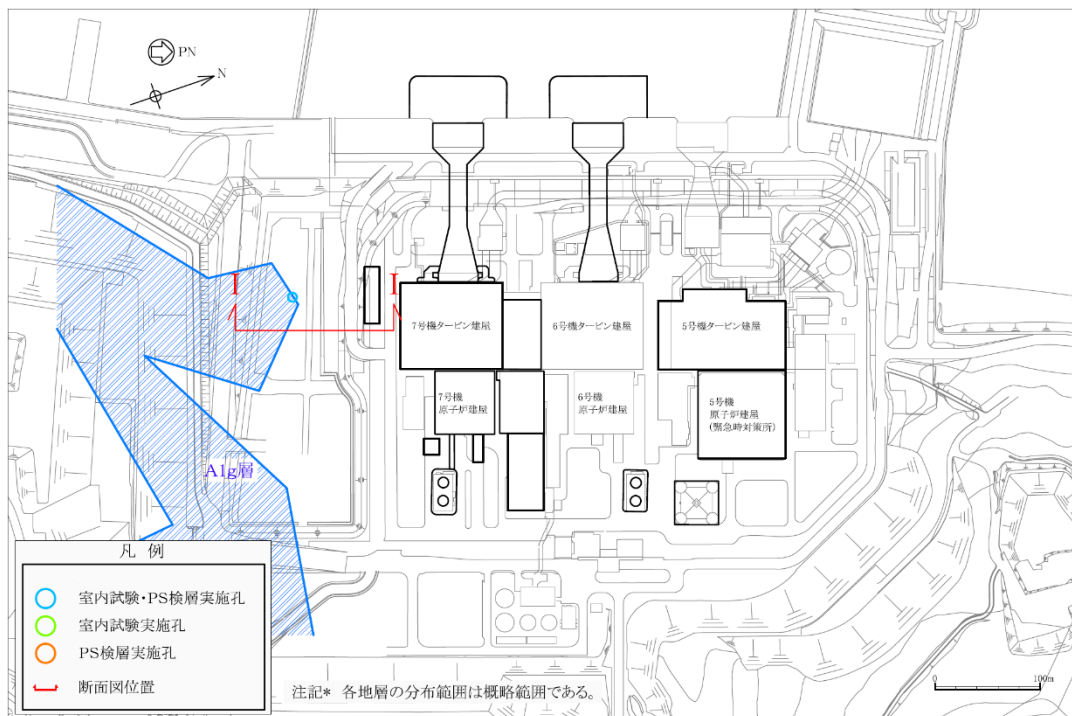 PN
N
I
I
7号機タービン建屋
6号機タービン建屋
5号機タービン建屋
7号機
原子炉建屋
6号機
原子炉建屋
5号機
原子炉建屋
(緊急時対策所)
A1g層
凡 例
室内試験・PS検層実施孔
室内試験実施孔
PS検層実施孔
断面図位置
注記* 各地層の分布範囲は概略範囲である。
0 100m